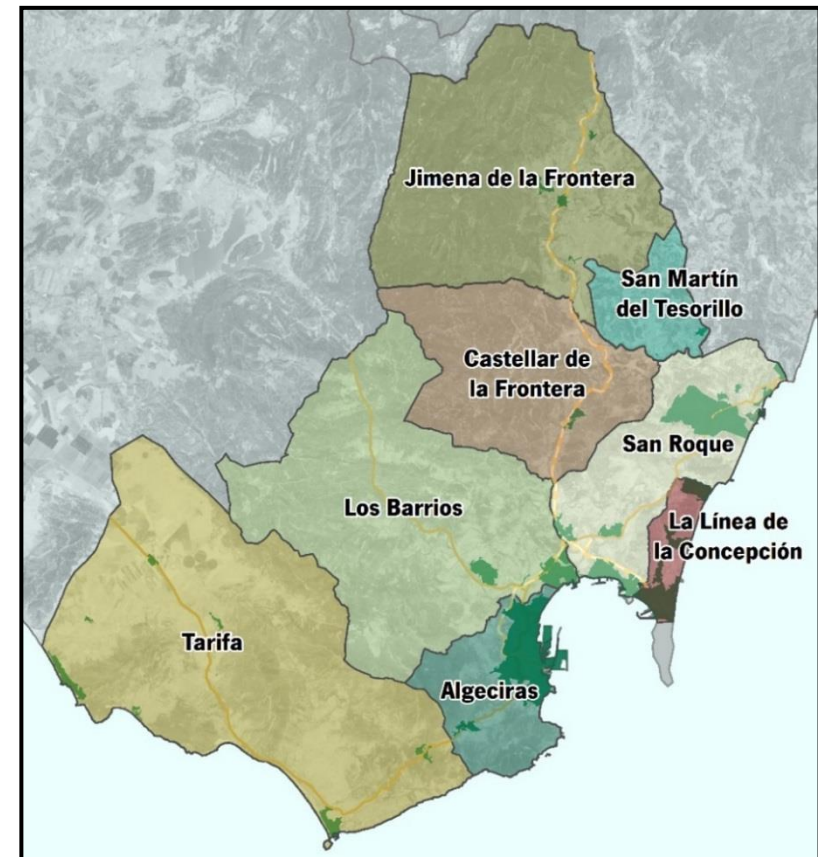 Jimena de la Frontera
San Martín
del Tesorillo
Castellar de
la Frontera
San Roque
Los Barrios
La Línea de
la Concepción
Tarifa
Algeciras